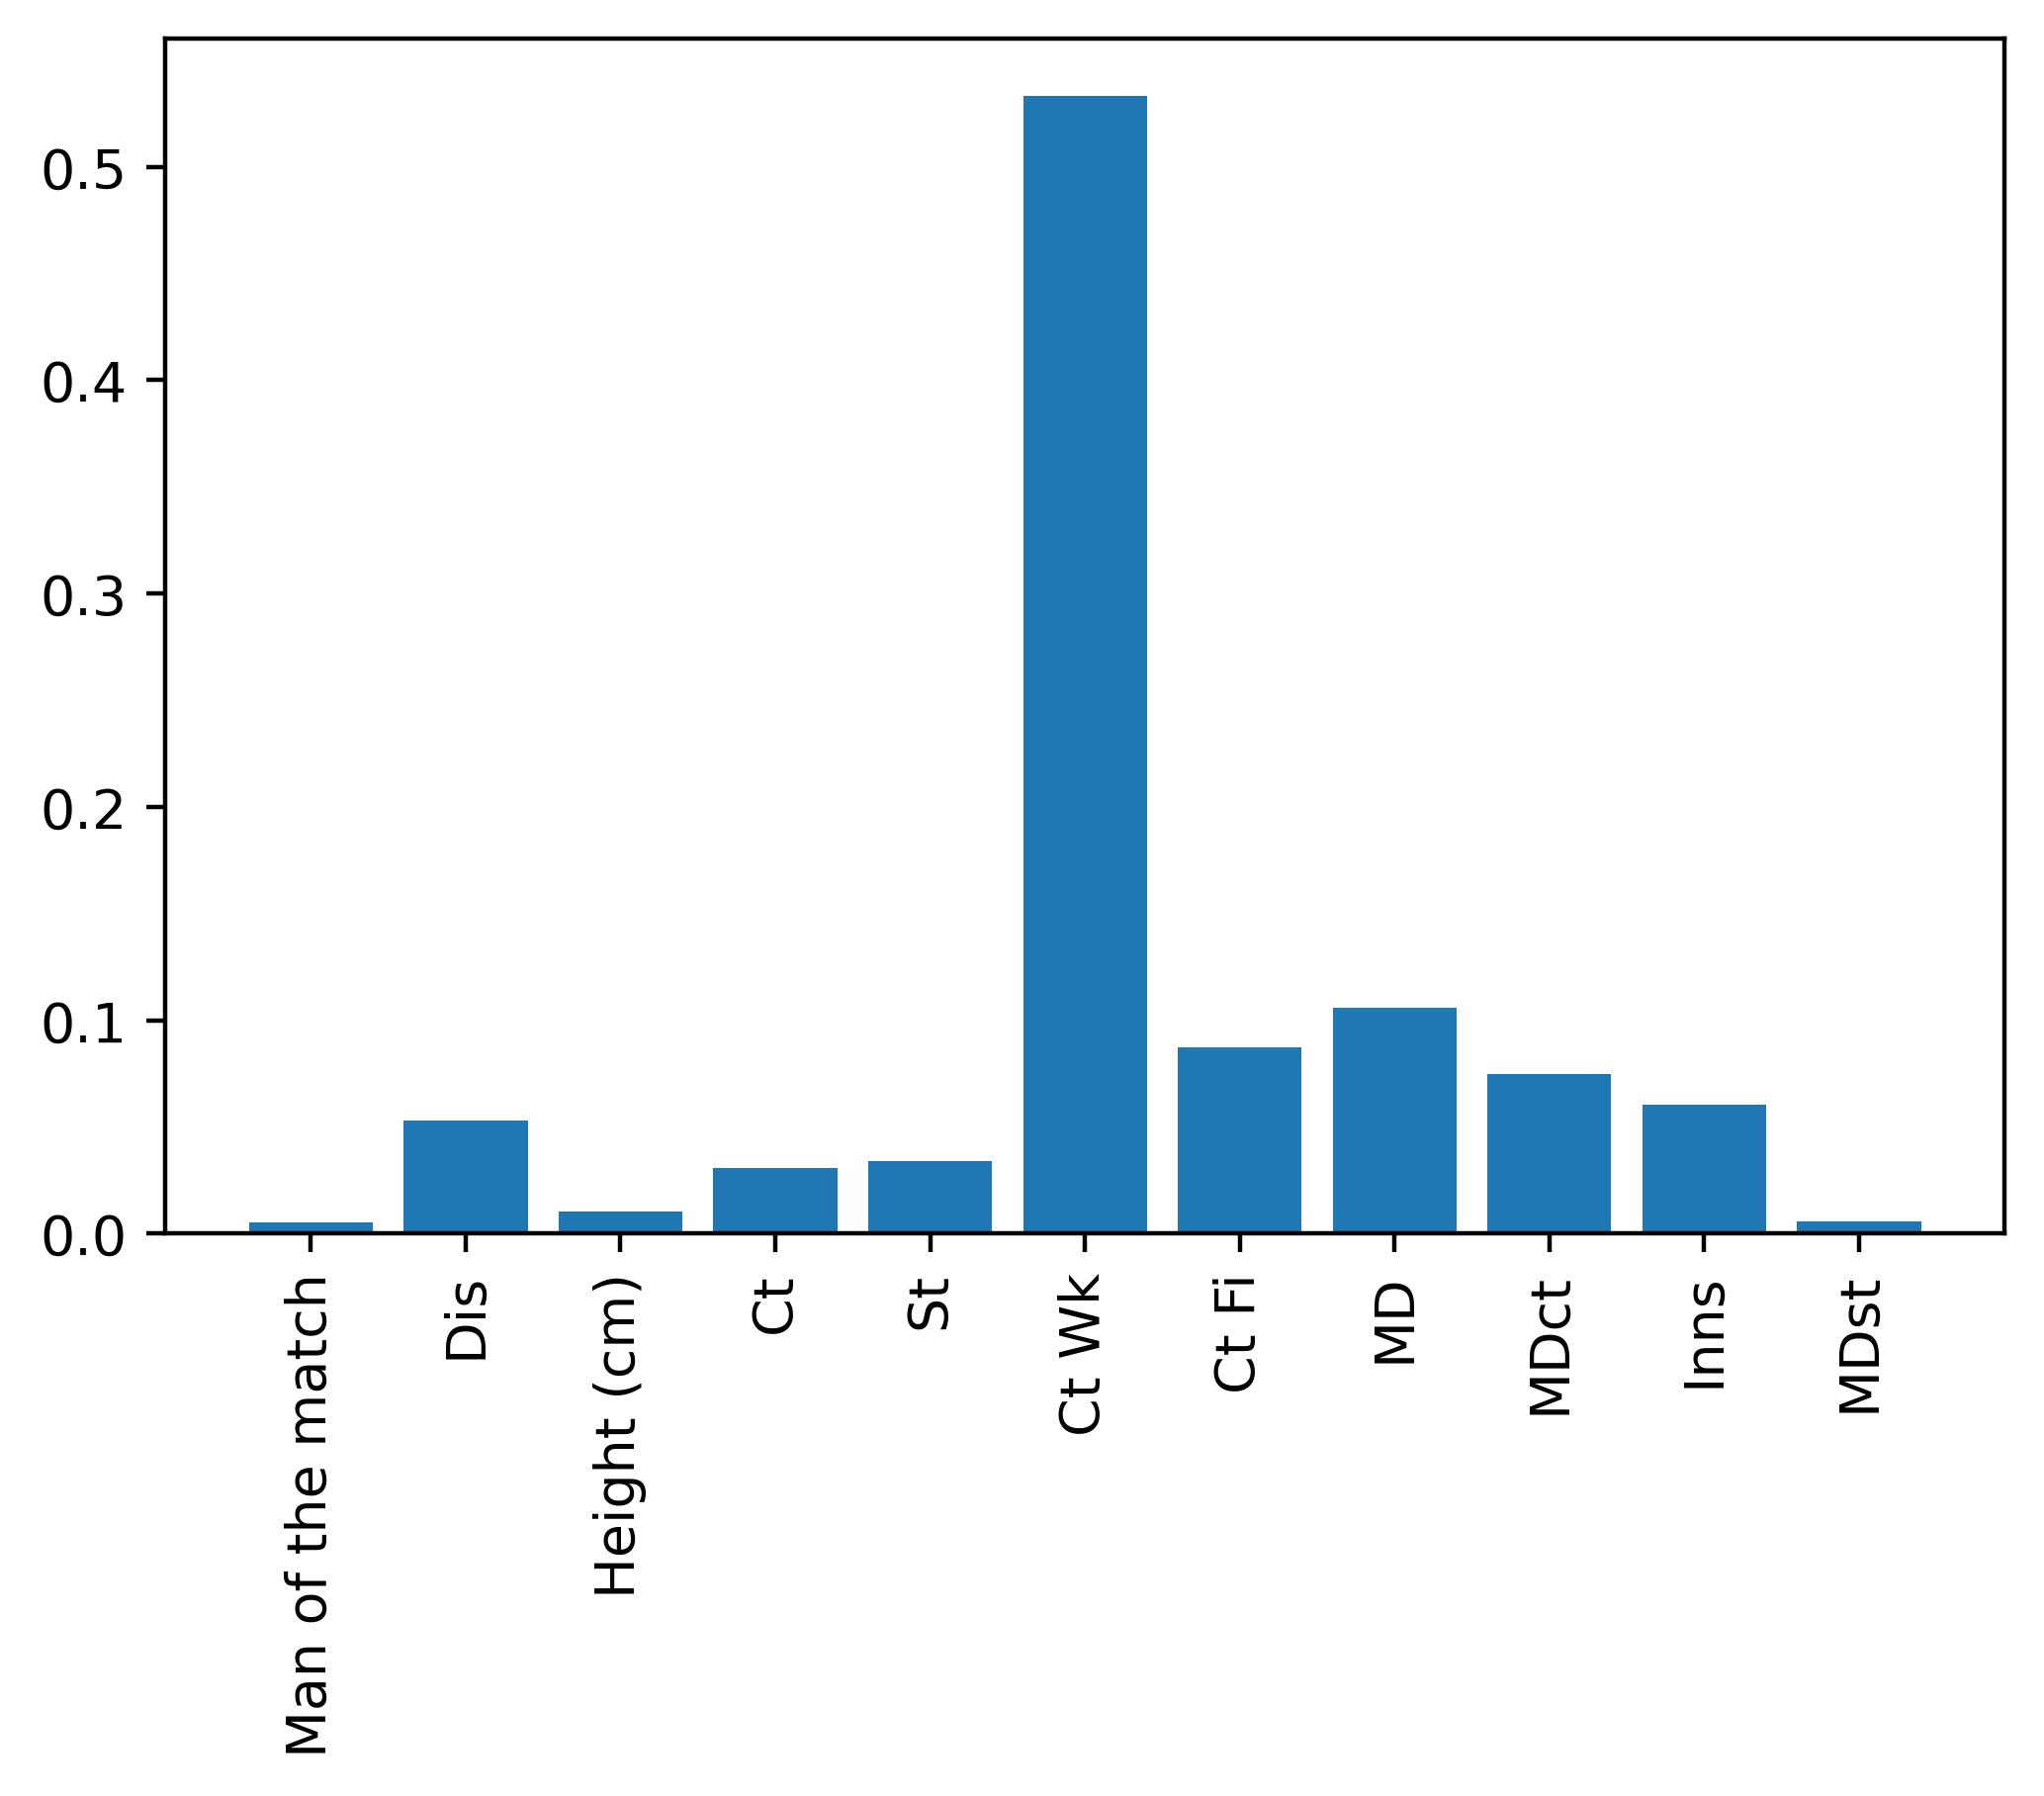 0.5
0.4
0.3
0.2
0.1
0.0
Man of the match
Dis
Height (cm)
Ct
St
Ct Wk
Ct Fi
MD
MDct
Inns
MDst